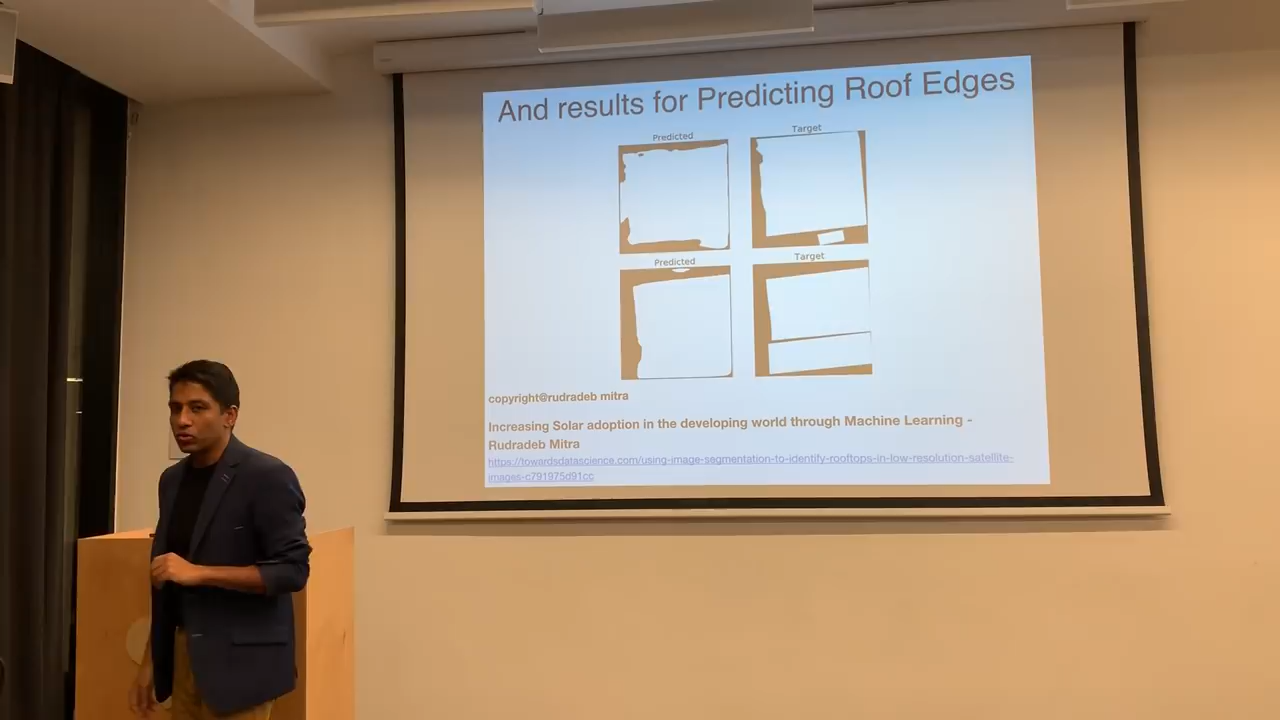 And results for Predicting Roof Edges
Predicted
Target
Predicted
Target
copyright@rudradeb mitra
Increasing Solar adoption in the developing world through Machine Learning -
Rudradeb Mitra
https://towardsdatascience.com/using-image-segmentation-to-identify-rooftops-in-low-resolution-satellite-
images-c791975d91cc